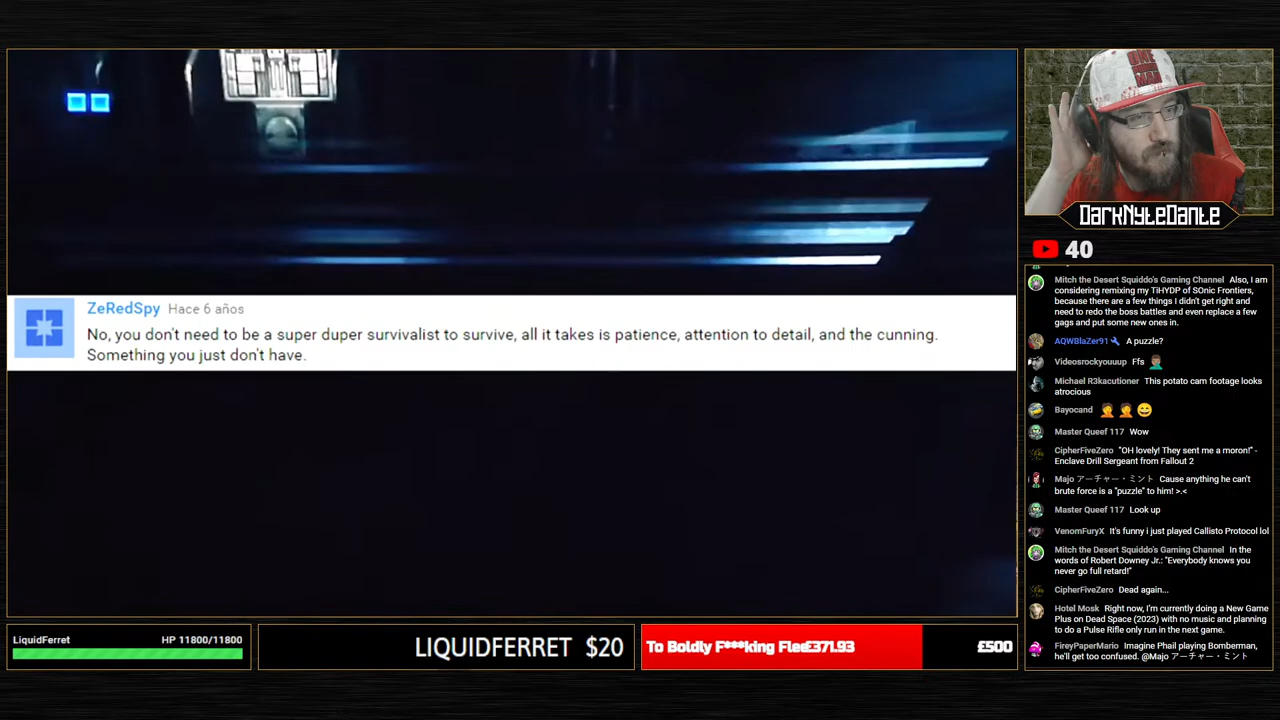 ZeRedSpy Hace 6 años
No, you don't need to be a super duper survivalist to survive, all it takes is patience, attention to detail, and the cunning.
Something you just don't have.
DarkNyteDante
40
Mitch the Desert Squiddo's Gaming Channel Also, I am
considering remixing my TiHYDP of SOnic Frontiers,
because there are a few things I didn't get right and
need to redo the boss battles and even replace a few
gags and put some new ones in.
AQWBlaZer91 A puzzle?
Videosrockyouuup Ffs
Michael R3kacutioner This potato cam footage looks
atrocious
Bayocand
Master Queef 117 Wow
CipherFiveZero "OH lovely! They sent me a moron!" -
Enclave Drill Sergeant from Fallout 2
Majo アーチャー・ミント Cause anything he can't
brute force is a "puzzle" to him! >.<
Master Queef 117 Look up
VenomFuryX It's funny i just played Callisto Protocol lol
Mitch the Desert Squiddo's Gaming Channel In the
words of Robert Downey Jr.: "Everybody knows you
never go full retard!"
CipherFiveZero Dead again...
Hotel Mosk Right now, I'm currently doing a New Game
Plus on Dead Space (2023) with no music and planning
to do a Pulse Rifle only run in the next game.
FireyPaperMario Imagine Phail playing Bomberman,
he'll get too confused. @Majo アーチャー・ミント
LiquidFerret HP 11800/11800
LIQUIDFERRET $20
To Boldly F***king Flee£371.93 £500